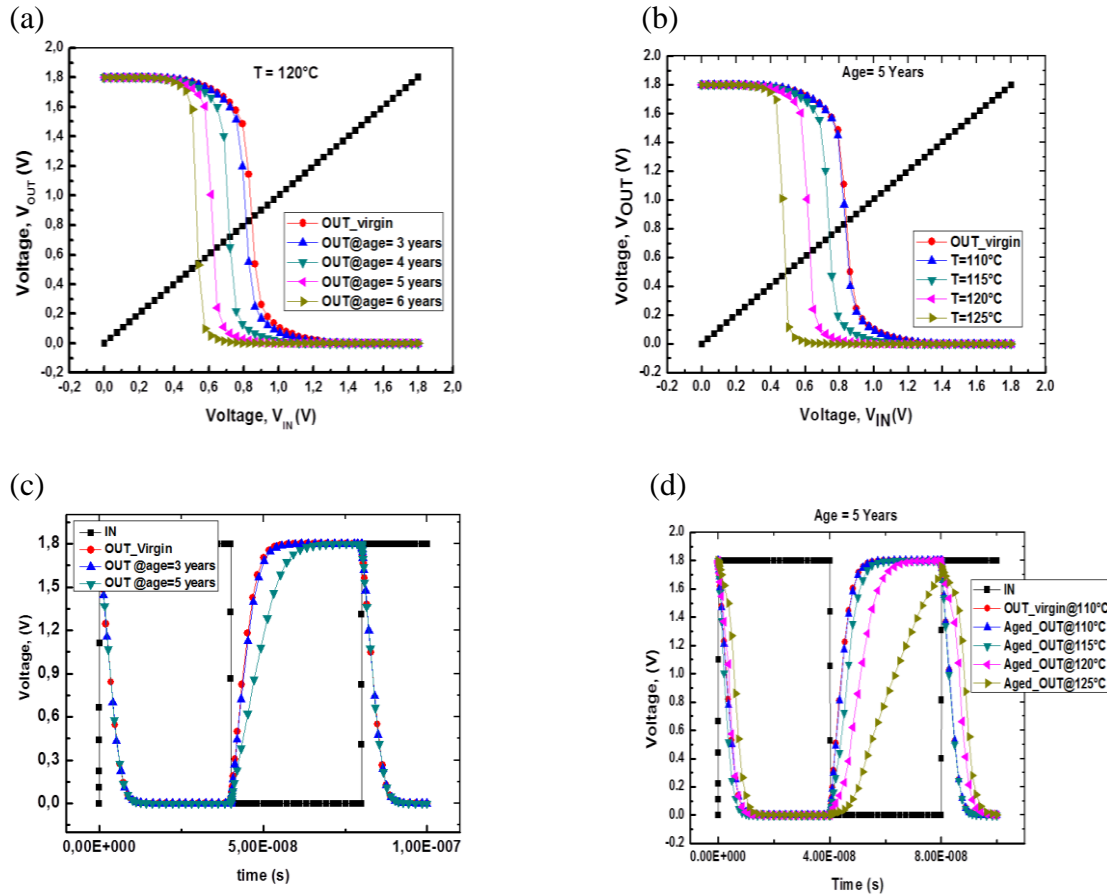 (a)
T = 120°C
Voltage, V_OUT (V)
2,0
1,8
1,6
1,4
1,2
1,0
0,8
0,6
0,4
0,2
0,0
-0,2
OUT_virgin
OUT@age= 3 years
OUT@age= 4 years
OUT@age= 5 years
OUT@age= 6 years
-0,2 0,0 0,2 0,4 0,6 0,8 1,0 1,2 1,4 1,6 1,8 2,0
Voltage, V_IN (V)
(b)
Age= 5 Years
Voltage, VOUT (V)
2.0
1.8
1.6
1.4
1.2
1.0
0.8
0.6
0.4
0.2
0.0
-0.2
OUT_virgin
T=110°C
T=115°C
T=120°C
T=125°C
-0.2 0.0 0.2 0.4 0.6 0.8 1.0 1.2 1.4 1.6 1.8 2.0
Voltage, VIN (V)
(c)
Voltage, (V)
1,8
1,5
1,2
0,9
0,6
0,3
0,0
IN
OUT_Virgin
OUT @age=3 years
OUT @age=5 years
0,00E+000 5,00E-008 1,00E-007
time (s)
(d)
Age = 5 Years
Voltage, (V)
2.0
1.8
1.6
1.4
1.2
1.0
0.8
0.6
0.4
0.2
0.0
-0.2
IN
OUT_virgin@110°C
Aged_OUT@110°C
Aged_OUT@115°C
Aged_OUT@120°C
Aged_OUT@125°C
0.00E+000 4.00E-008 8.00E-008
Time (s)